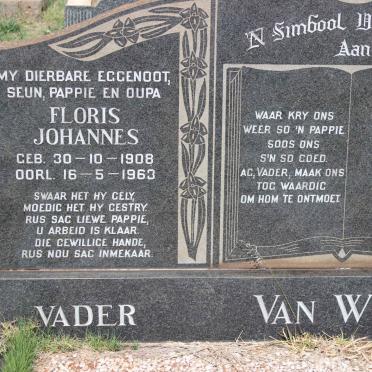 MY DIERBARE EGGENOOT,
SEUN, PAPPIE EN OUPA
FLORIS
JOHANNES
GEB. 30-10-1908
OORL. 16-5-1963
SWAAR HET HY GELY,
MOEDIG HET HY GESTRY.
RUS SAG LIEWE PAPPIE,
U ARBEID IS KLAAR.
DIE GEWILLIGE HANDE,
RUS NOU SAG INMEKAAR.
'N Simbool
Aan
WAAR KRY ONS
WEER SO 'N PAPPIE
SOOS ONS
S'N SO GOED.
AG, VADER, MAAK ONS
TOG WAARDIG
OM HOM TE ONTMOET.
VADER
VAN W